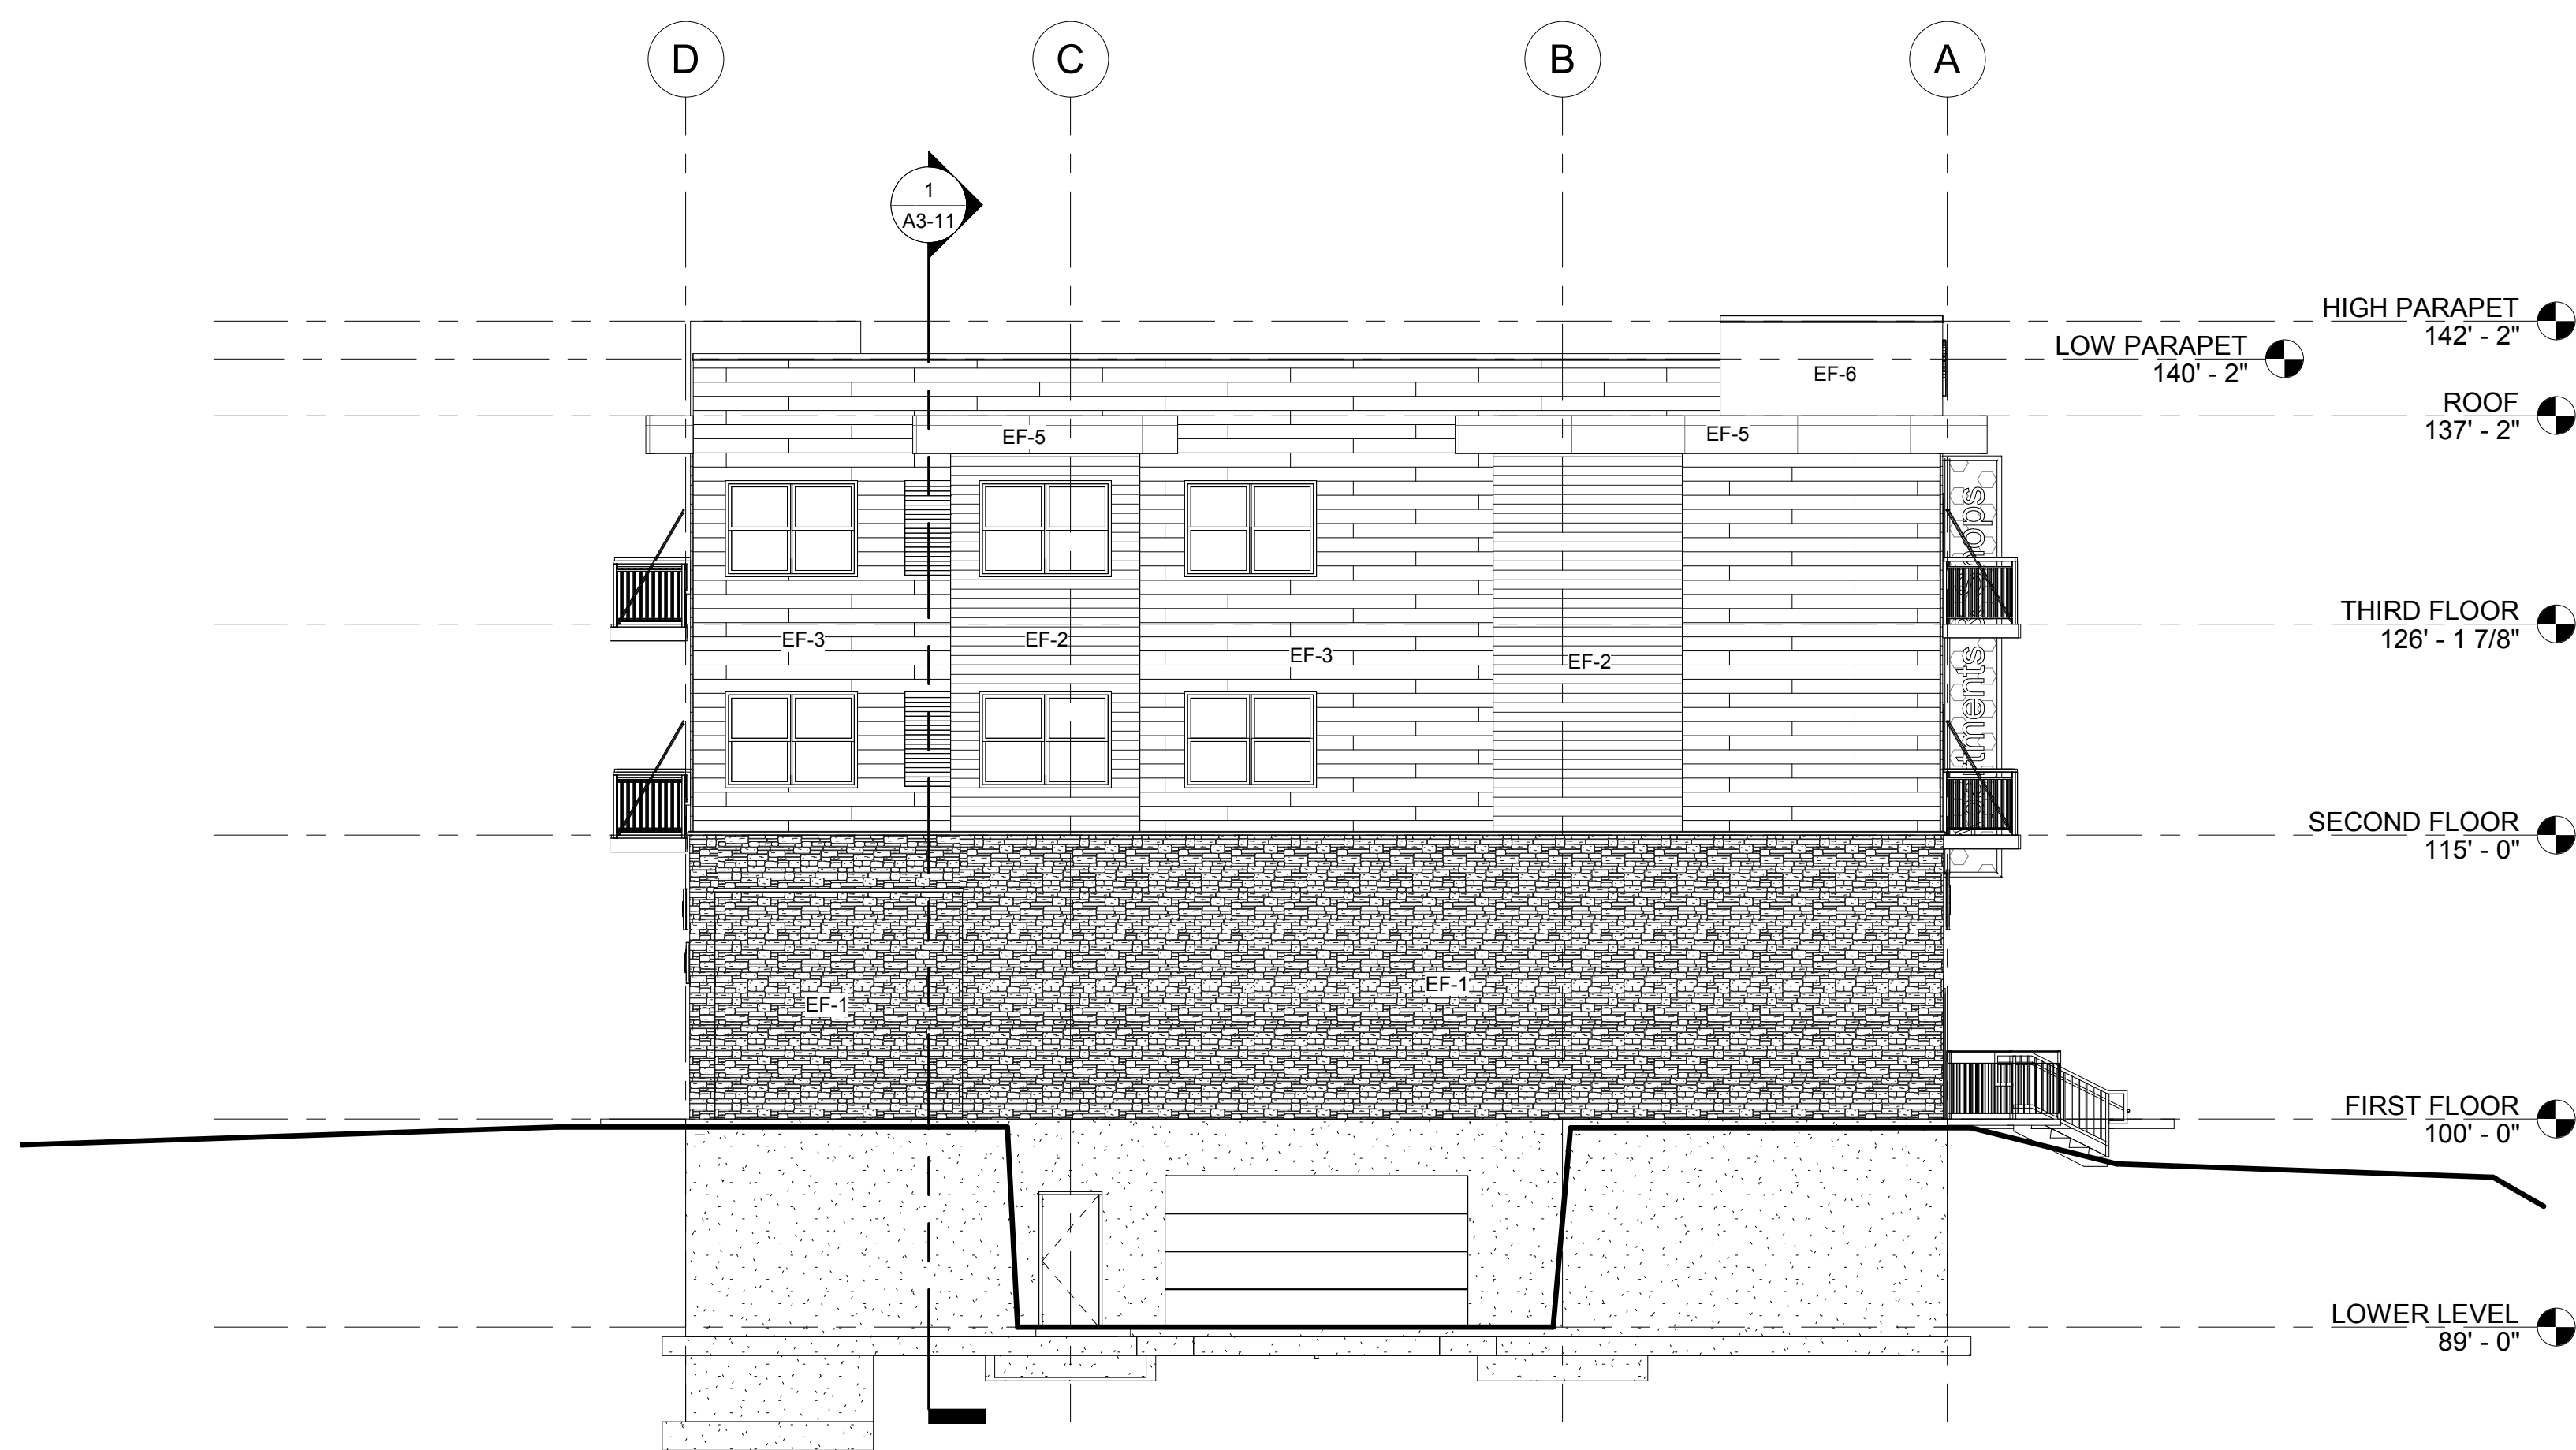 D
C
B
A
1
A3-11
HIGH PARAPET
142' - 2"
LOW PARAPET
140' - 2"
EF-6
ROOF
137' - 2"
EF-5
EF-5
THIRD FLOOR
126' - 1 7/8"
EF-3
EF-2
EF-3
EF-2
SECOND FLOOR
115' - 0"
EF-1
EF-1
FIRST FLOOR
100' - 0"
LOWER LEVEL
89' - 0"